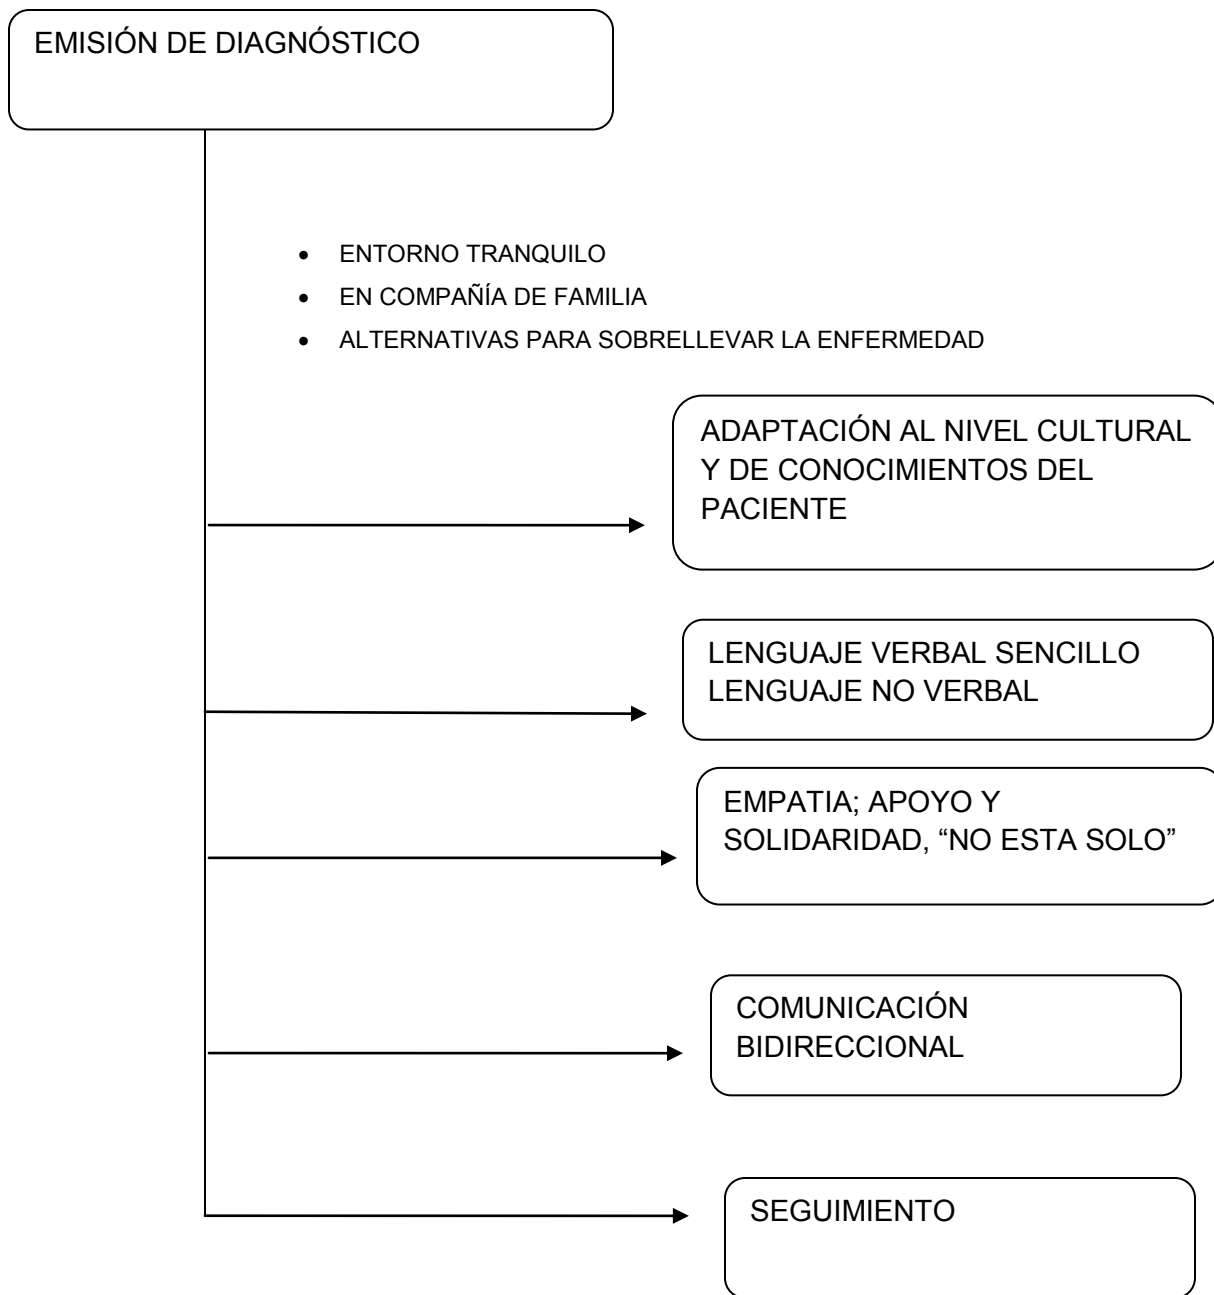 EMISIÓN DE DIAGNÓSTICO
• ENTORNO TRANQUILO
• EN COMPAÑÍA DE FAMILIA
• ALTERNATIVAS PARA SOBRELLEVAR LA ENFERMEDAD
ADAPTACIÓN AL NIVEL CULTURAL
Y DE CONOCIMIENTOS DEL
PACIENTE
LENGUAJE VERBAL SENCILLO
LENGUAJE NO VERBAL
EMPATIA; APOYO Y
SOLIDARIDAD, “NO ESTA SOLO”
COMUNICACIÓN
BIDIRECCIONAL
SEGUIMIENTO